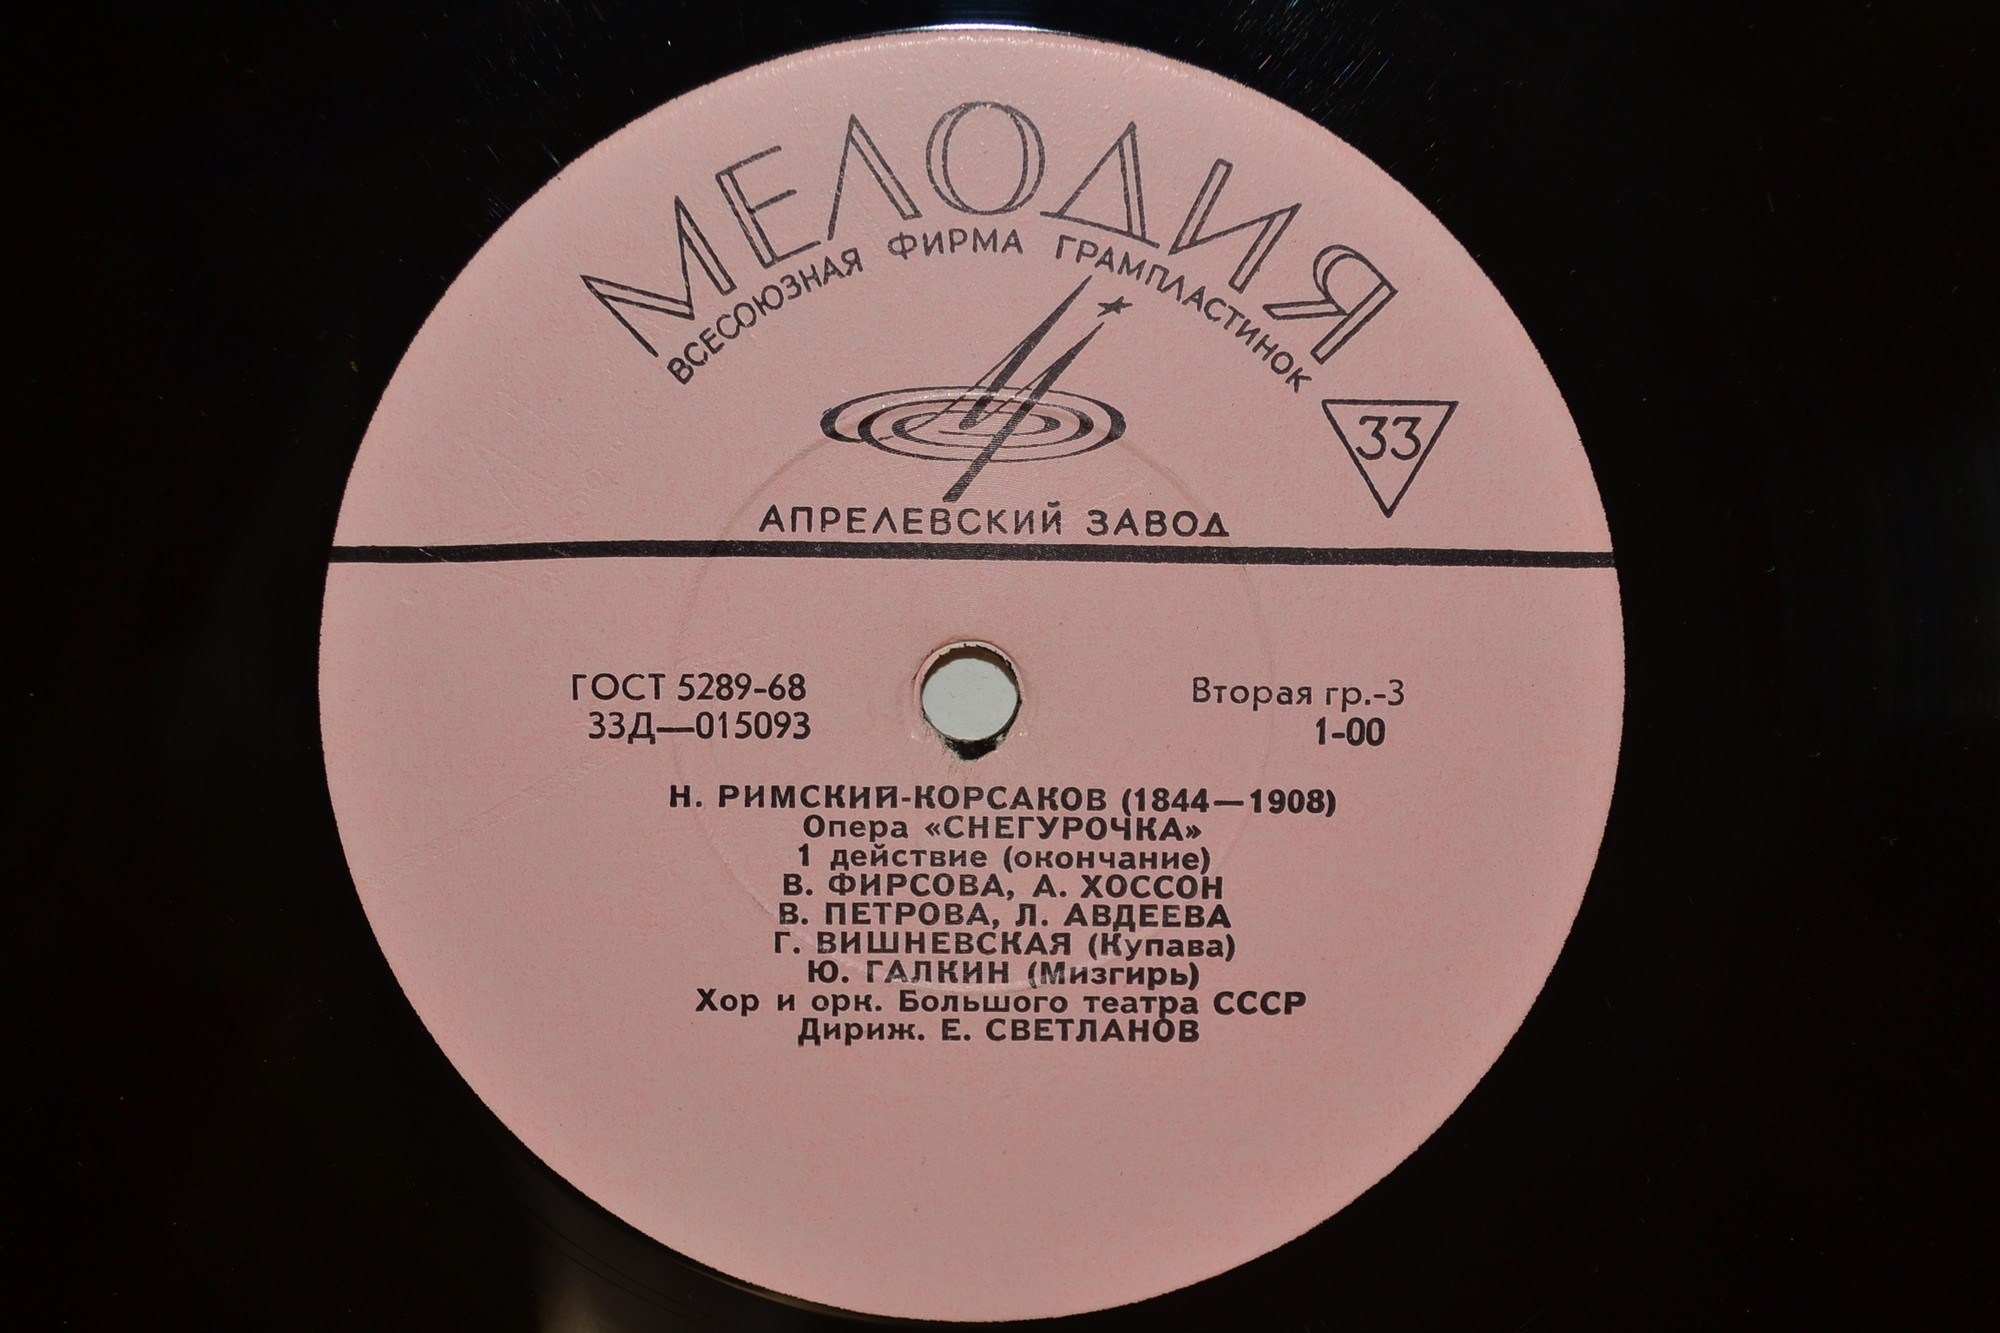 МЕЛОДИЯ
ВСЕСОЮЗНАЯ ФИРМА ГРАМПЛАСТИНОК
33
АПРЕЛЕВСКИЙ ЗАВОД
ГОСТ 5289-68
33Д—015093
Вторая гр.-3
1-00
Н. РИМСКИЙ-КОРСАКОВ (1844—1908)
Опера «СНЕГУРОЧКА»
1 действие (окончание)
В. ФИРСОВА, А. ХОССОН
В. ПЕТРОВА, Л. АВДЕЕВА
Г. ВИШНЕВСКАЯ (Купава)
Ю. ГАЛКИН (Мизгирь)
Хор и орк. Большого театра СССР
Дириж. Е. СВЕТЛАНОВ